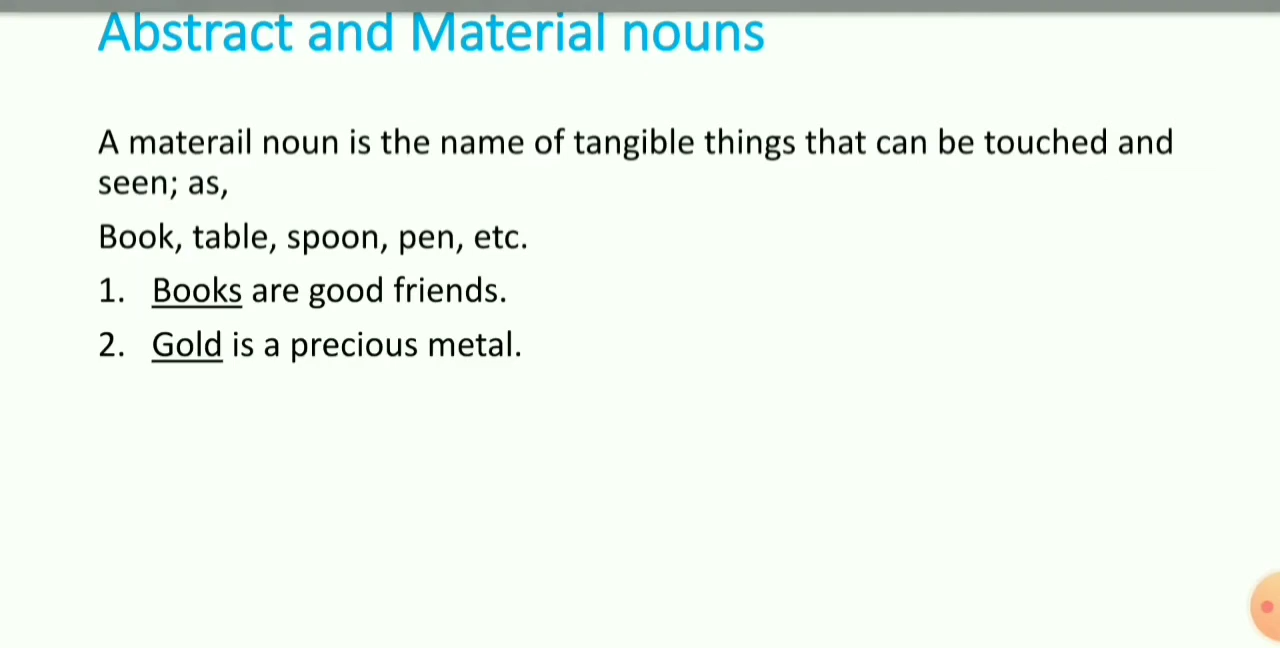 Abstract and Material nouns
A materail noun is the name of tangible things that can be touched and
seen; as,
Book, table, spoon, pen, etc.
1. Books are good friends.
2. Gold is a precious metal.